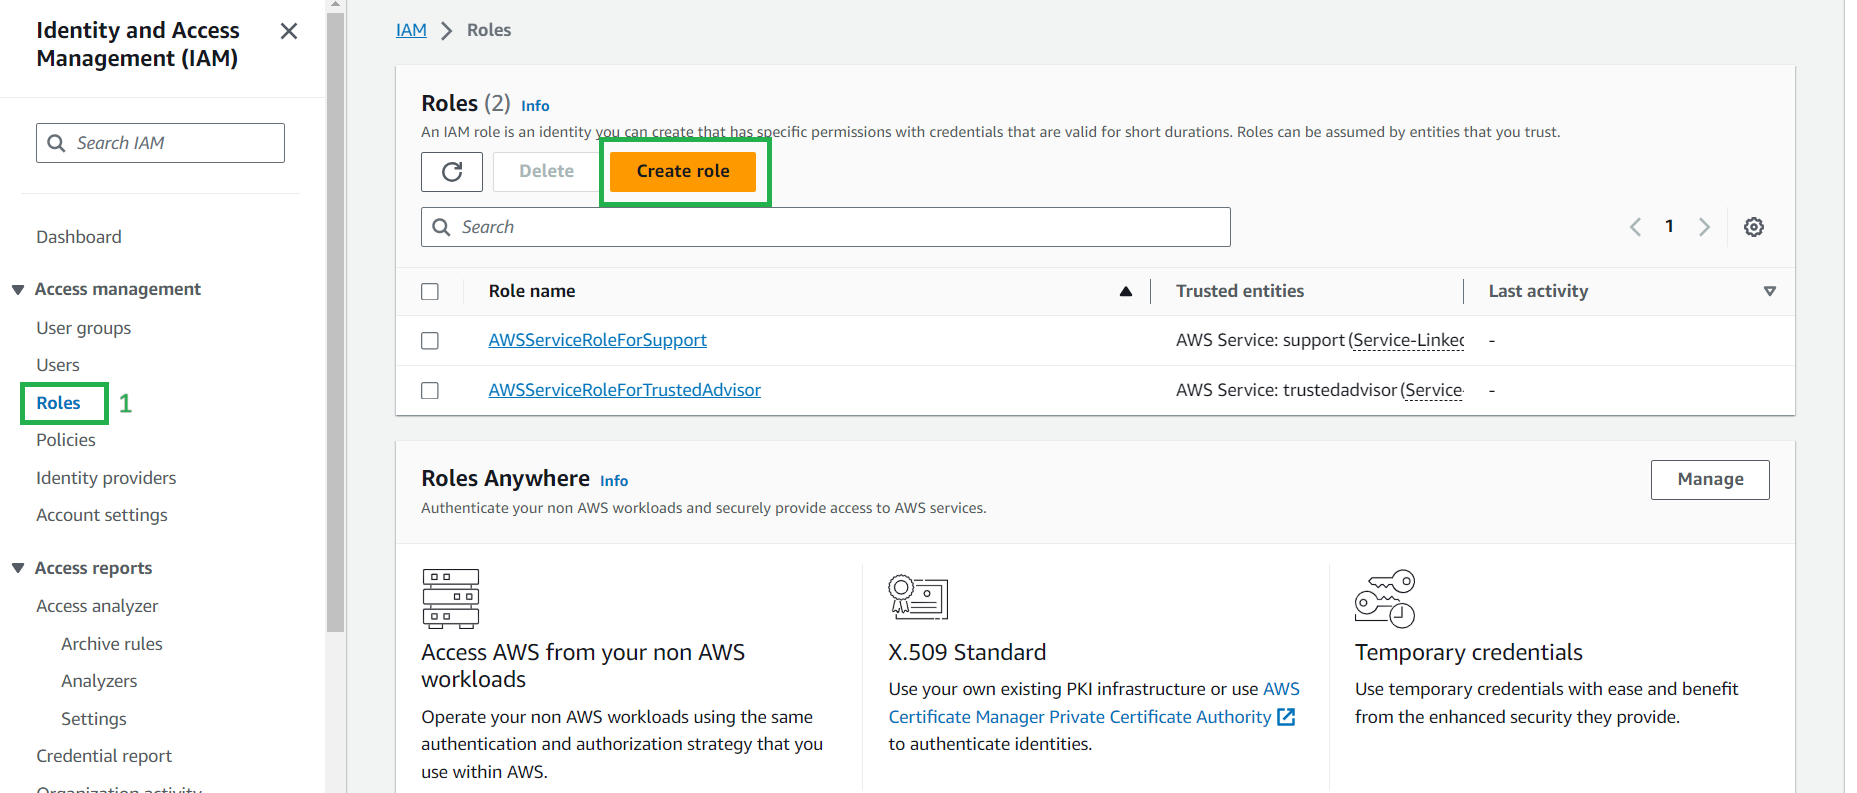 Identity and Access
Management (IAM)
Search IAM
Dashboard
Access management
User groups
Users
Roles 1
Policies
Identity providers
Account settings
Access reports
Access analyzer
Archive rules
Analyzers
Settings
Credential report
Organization activity
IAM > Roles
Roles (2) Info
An IAM role is an identity you can create that has specific permissions with credentials that are valid for short durations. Roles can be assumed by entities that you trust.
Delete Create role
Search
1
Role name Trusted entities Last activity
AWSServiceRoleForSupport AWS Service: support (Service-Linked -
AWSServiceRoleForTrustedAdvisor AWS Service: trustedadvisor (Service- -
Roles Anywhere Info
Manage
Authenticate your non AWS workloads and securely provide access to AWS services.
Access AWS from your non AWS
workloads
Operate your non AWS workloads using the same
authentication and authorization strategy that you
use within AWS.
X.509 Standard
Use your own existing PKI infrastructure or use AWS
Certificate Manager Private Certificate Authority
to authenticate identities.
Temporary credentials
Use temporary credentials with ease and benefit
from the enhanced security they provide.